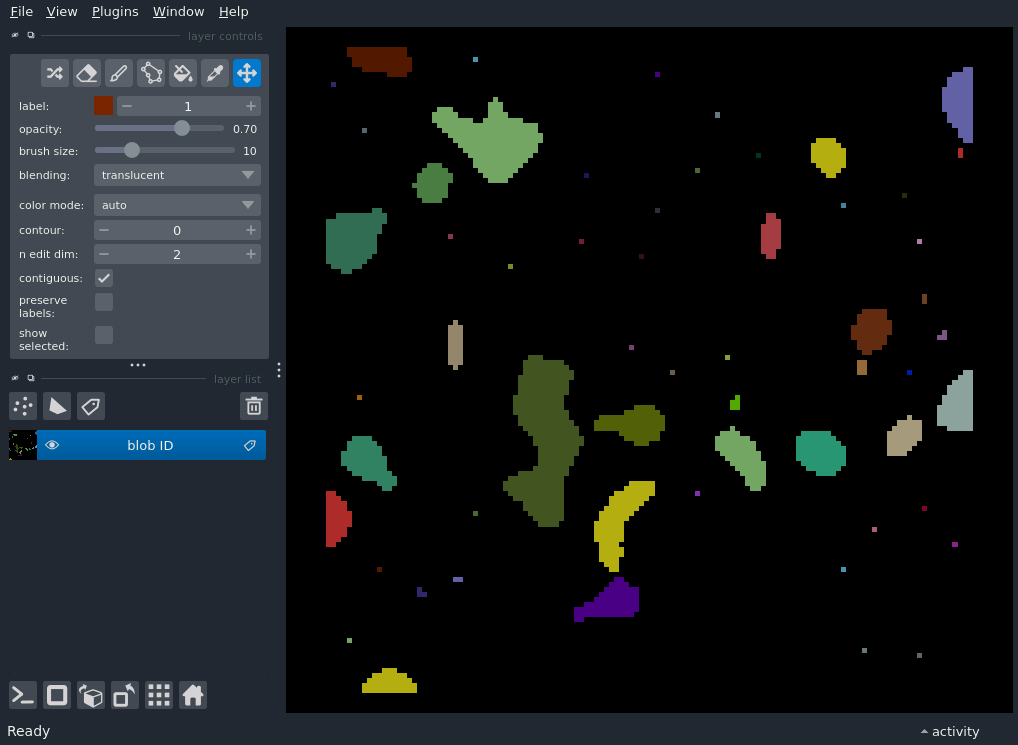 File View Plugins Window Help
layer controls
label: 1
opacity: 0.70
brush size: 10
blending: translucent
color mode: auto
contour: 0
n edit dim: 2
contiguous:
preserve
labels:
show
selected:
layer list
blob ID
Ready
activity